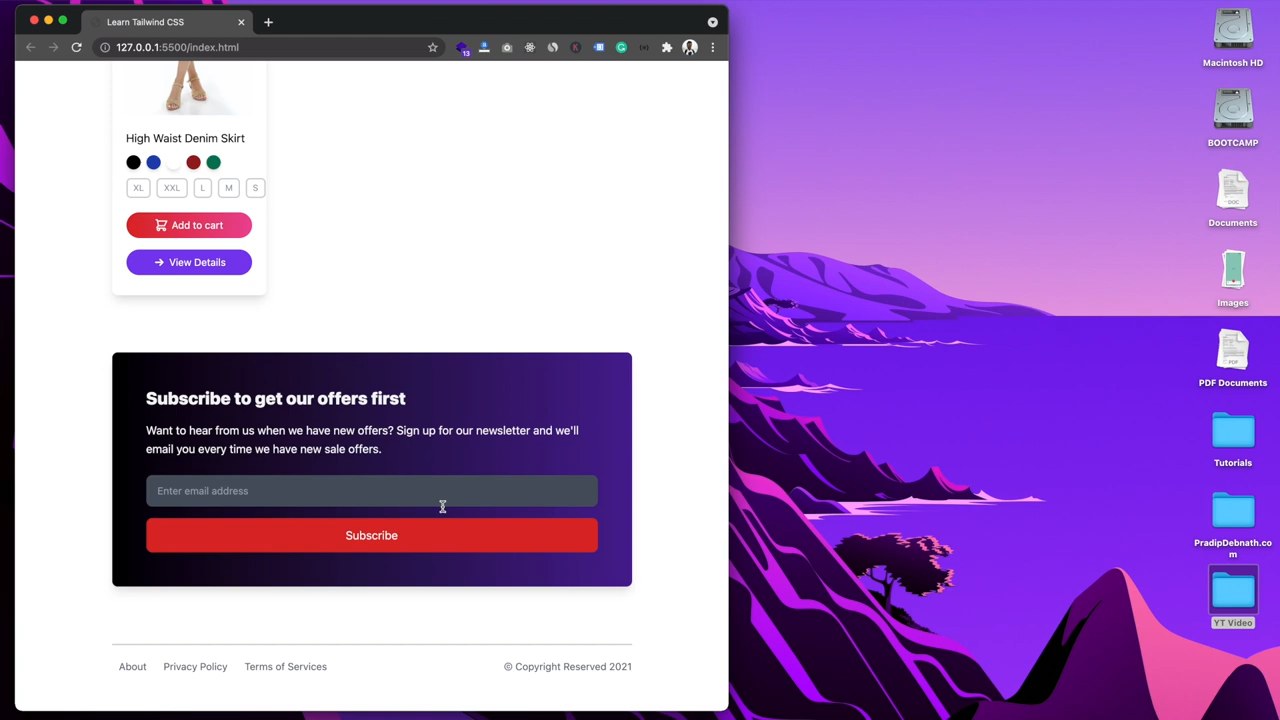 Learn Tailwind CSS
127.0.0.1:5500/index.html
13
High Waist Denim Skirt
XL XXL L M S
Add to cart
View Details
Subscribe to get our offers first
Want to hear from us when we have new offers? Sign up for our newsletter and we'll
email you every time we have new sale offers.
Enter email address
Subscribe
About Privacy Policy Terms of Services © Copyright Reserved 2021
Macintosh HD
BOOTCAMP
DOC
Documents
Images
PDF
PDF Documents
Tutorials
PradipDebnath.co
m
YT Video